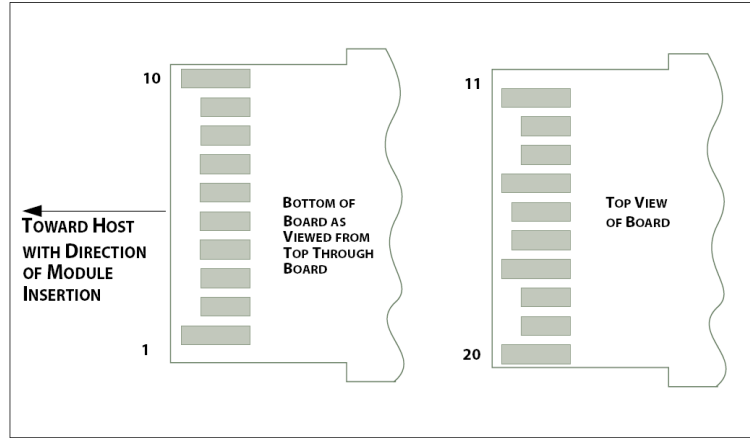 10
1
TOWARD HOST
WITH DIRECTION
OF MODULE
INSERTION
BOTTOM OF
BOARD AS
VIEWED FROM
TOP THROUGH
BOARD
11
20
TOP VIEW
OF BOARD